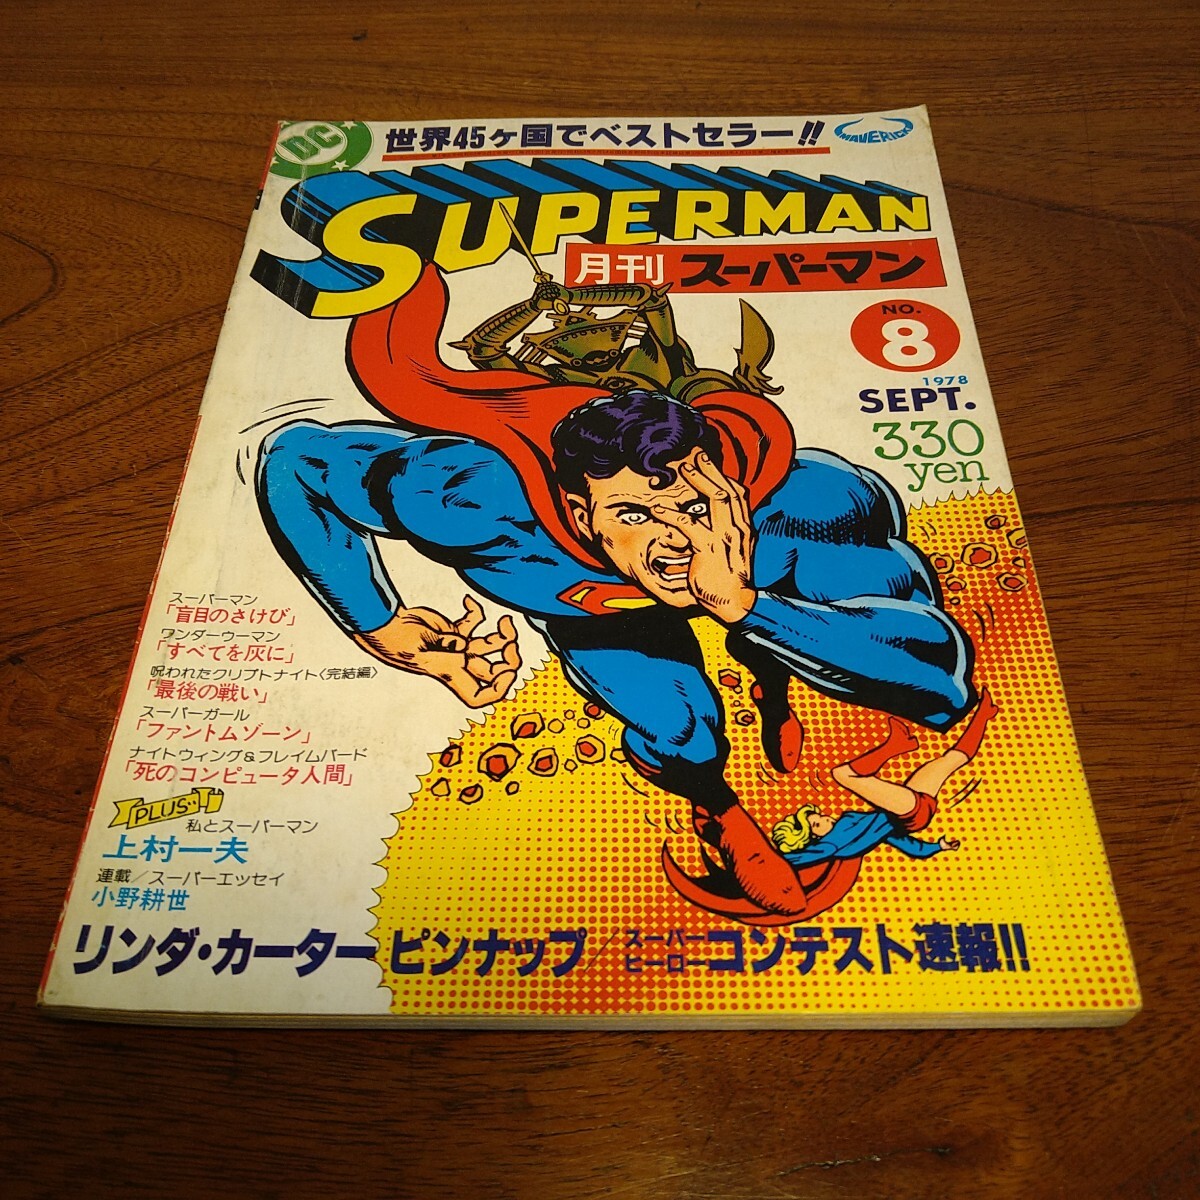 DC
世界45ヶ国でベストセラー!!
MAVERICK
SUPERMAN
月刊 スーパーマン
NO.
8
1978
SEPT.
330
yen
スーパーマン
「盲目のさけび」
ワンダーウーマン
「すべてを灰に」
呪われたクリプトナイト〈完結編〉
「最後の戦い」
スーパーガール
「ファントムゾーン」
ナイトウィング&フレイムバード
「死のコンピュータ人間」
PLUS
私とスーパーマン
上村一夫
連載/スーパーエッセイ
小野耕世
リンダ・カーター ピンナップ/スーパーヒーローコンテスト速報!!